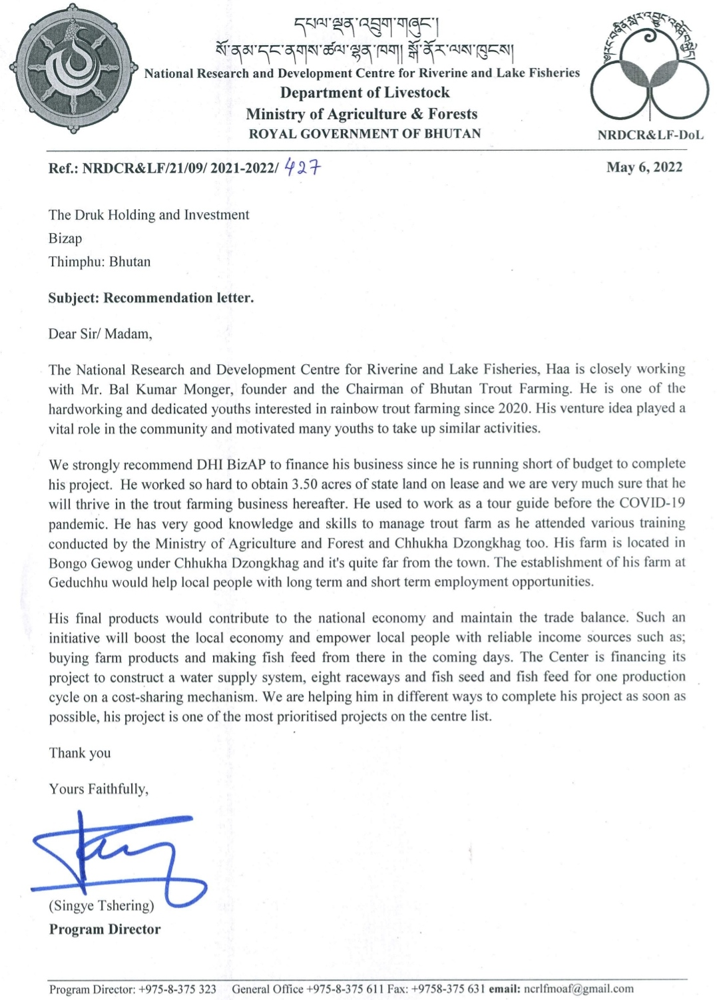 དཔལ་ལྡན་འབྲུག་གཞུང་།
སོ་ནམ་དང་ནགས་ཚལ་ལྷན་ཁག། སྒོ་ནོར་ལས་ཁུངས།
National Research and Development Centre for Riverine and Lake Fisheries
Department of Livestock
Ministry of Agriculture & Forests
ROYAL GOVERNMENT OF BHUTAN
NRDCR&LF-DoL
Ref.: NRDCR&LF/21/09/ 2021-2022/ 427
May 6, 2022
The Druk Holding and Investment
Bizap
Thimphu: Bhutan
Subject: Recommendation letter.
Dear Sir/ Madam,
The National Research and Development Centre for Riverine and Lake Fisheries, Haa is closely working
with Mr. Bal Kumar Monger, founder and the Chairman of Bhutan Trout Farming. He is one of the
hardworking and dedicated youths interested in rainbow trout farming since 2020. His venture idea played a
vital role in the community and motivated many youths to take up similar activities.
We strongly recommend DHI BizAP to finance his business since he is running short of budget to complete
his project. He worked so hard to obtain 3.50 acres of state land on lease and we are very much sure that he
will thrive in the trout farming business hereafter. He used to work as a tour guide before the COVID-19
pandemic. He has very good knowledge and skills to manage trout farm as he attended various training
conducted by the Ministry of Agriculture and Forest and Chhukha Dzongkhag too. His farm is located in
Bongo Gewog under Chhukha Dzongkhag and it's quite far from the town. The establishment of his farm at
Geduchhu would help local people with long term and short term employment opportunities.
His final products would contribute to the national economy and maintain the trade balance. Such an
initiative will boost the local economy and empower local people with reliable income sources such as;
buying farm products and making fish feed from there in the coming days. The Center is financing its
project to construct a water supply system, eight raceways and fish seed and fish feed for one production
cycle on a cost-sharing mechanism. We are helping him in different ways to complete his project as soon as
possible, his project is one of the most prioritised projects on the centre list.
Thank you
Yours Faithfully,
(Singye Tshering)
Program Director
Program Director: +975-8-375 323 General Office +975-8-375 611 Fax: +9758-375 631 email: ncrlfmoaf@gmail.com